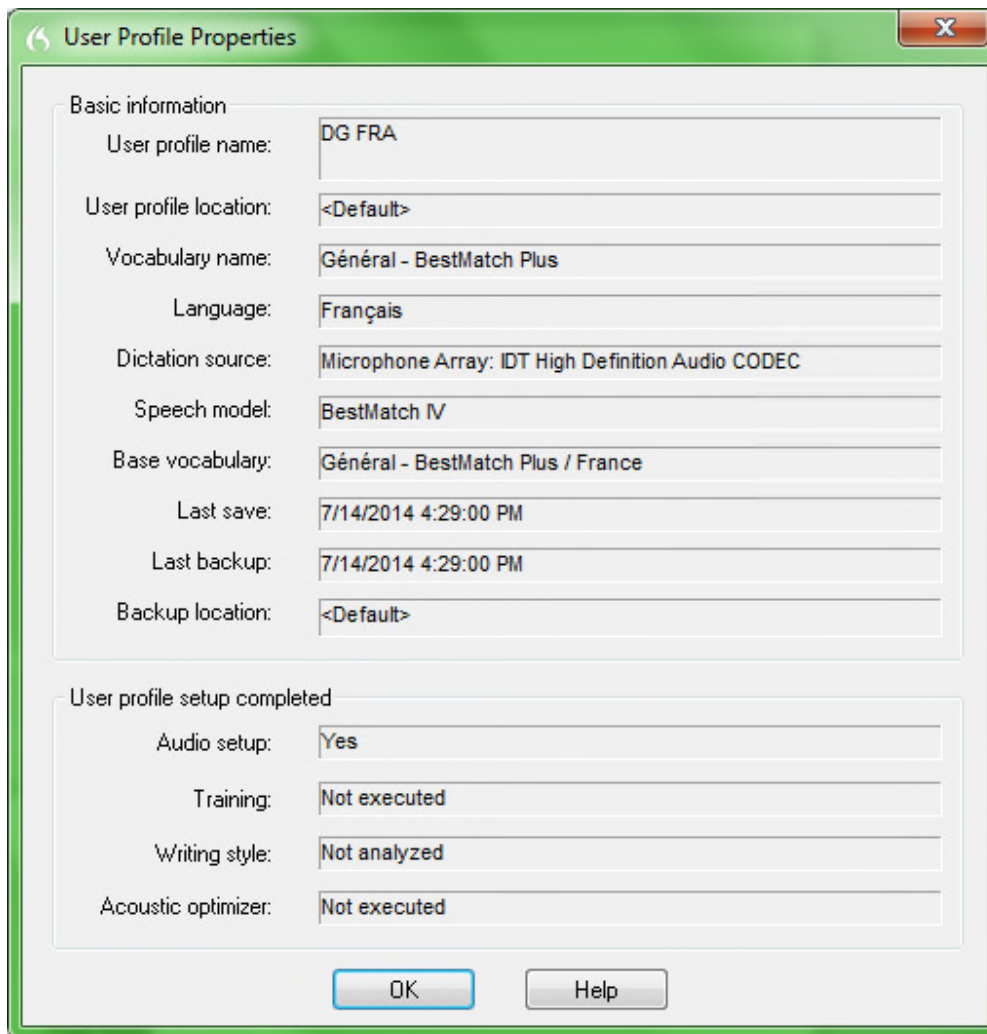 User Profile Properties
Basic information
User profile name: DG FRA
User profile location: <Default>
Vocabulary name: Général - BestMatch Plus
Language: Français
Dictation source: Microphone Array: IDT High Definition Audio CODEC
Speech model: BestMatch IV
Base vocabulary: Général - BestMatch Plus / France
Last save: 7/14/2014 4:29:00 PM
Last backup: 7/14/2014 4:29:00 PM
Backup location: <Default>
User profile setup completed
Audio setup: Yes
Training: Not executed
Writing style: Not analyzed
Acoustic optimizer: Not executed
OK Help